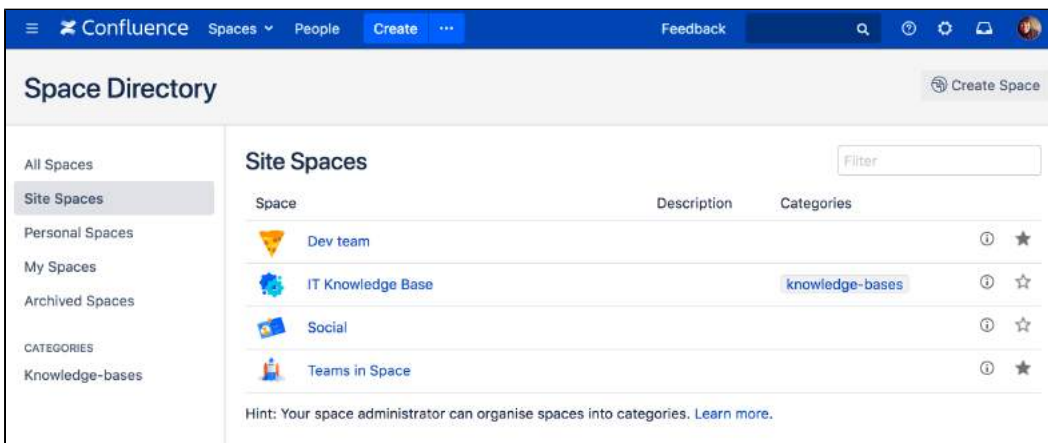 Confluence Spaces People Create ··· Feedback
Space Directory
Create Space
All Spaces
Site Spaces
Personal Spaces
My Spaces
Archived Spaces
CATEGORIES
Knowledge-bases
Site Spaces
Filter
Space Description Categories
Dev team
IT Knowledge Base knowledge-bases
Social
Teams in Space
Hint: Your space administrator can organise spaces into categories. Learn more.